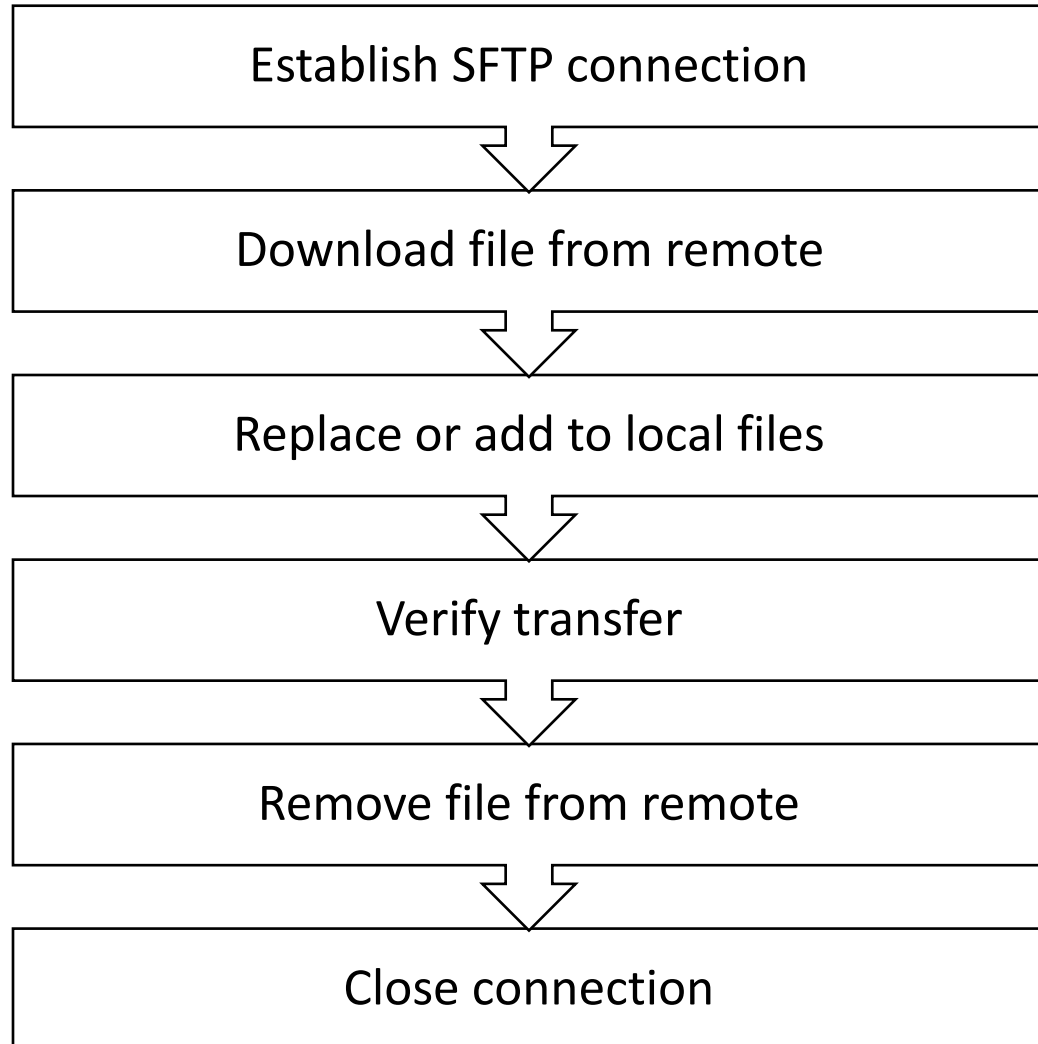 Establish SFTP connection
Download file from remote
Replace or add to local files
Verify transfer
Remove file from remote
Close connection